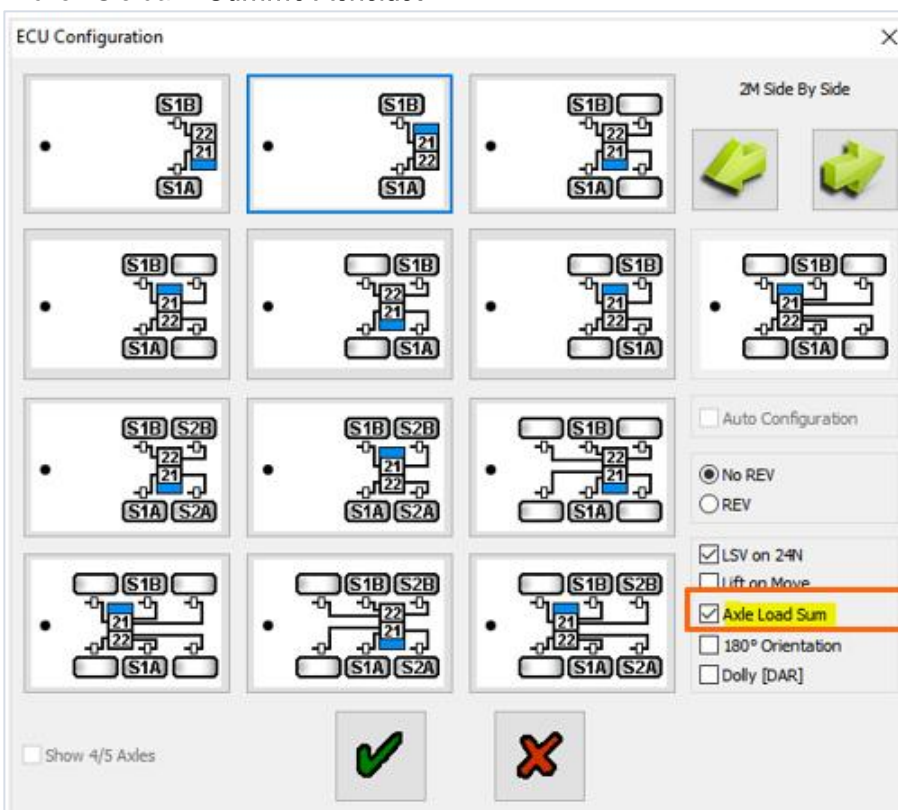 ECU Configuration
2M Side By Side
S1B
22
21
S1A
S1B
21
22
S1A
S1B
22
21
S1A
S1B
21
22
S1A
S1B
22
21
S1A
S1B
21
22
S1A
S1B
21
22
S1A
Auto Configuration
S1B S2B
22
21
S1A S2A
S1B S2B
21
22
S1A S2A
S1B
22
21
S1A
No REV
REV
LSV on 24N
Lift on Move
Axle Load Sum
180° Orientation
Dolly [DAR]
S1B
21
22
S1A
S1B S2B
22
21
S1A S2A
S1B S2B
21
22
S1A S2A
Show 4/5 Axles